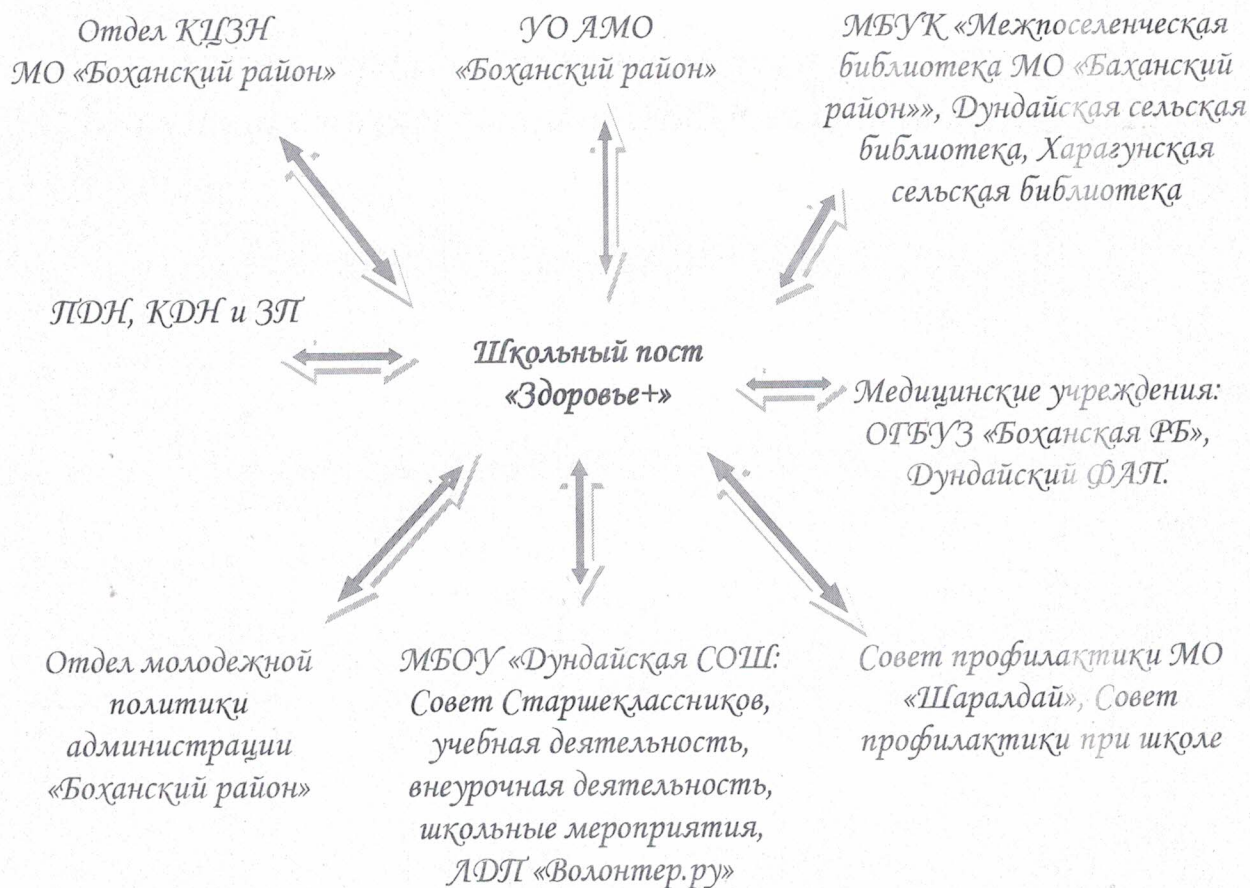 Отдел КЦЗН
МО «Боханский район»
УО АМО
«Боханский район»
МБУК «Межпоселенческая
библиотека МО «Баханский
район»», Дундайская сельская
библиотека, Харагунская
сельская библиотека
ПДН, КДН и ЗП
Школьный пост
«Здоровье+»
Медицинские учреждения:
ОГБУЗ «Боханская РБ»,
Дундайский ФАП.
Отдел молодежной
политики
администрации
«Боханский район»
МБОУ «Дундайская СОШ:
Совет Старшеклассников,
учебная деятельность,
внеурочная деятельность,
школьные мероприятия,
ЛДП «Волонтер.ру»
Совет профилактики МО
«Шаралдай», Совет
профилактики при школе